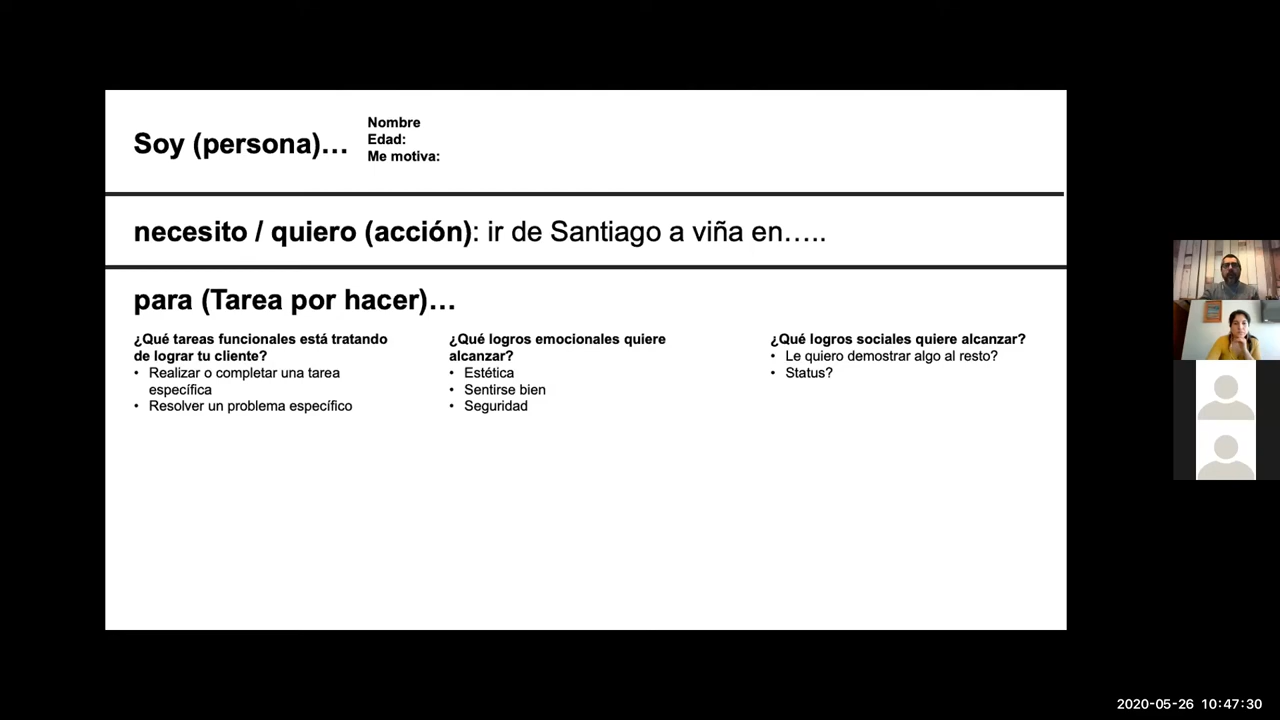 Soy (persona)…
Nombre
Edad:
Me motiva:
necesito / quiero (acción): ir de Santiago a viña en…..
para (Tarea por hacer)…
¿Qué tareas funcionales está tratando
de lograr tu cliente?
• Realizar o completar una tarea
específica
• Resolver un problema específico
¿Qué logros emocionales quiere
alcanzar?
• Estética
• Sentirse bien
• Seguridad
¿Qué logros sociales quiere alcanzar?
• Le quiero demostrar algo al resto?
• Status?
2020-05-26 10:47:30